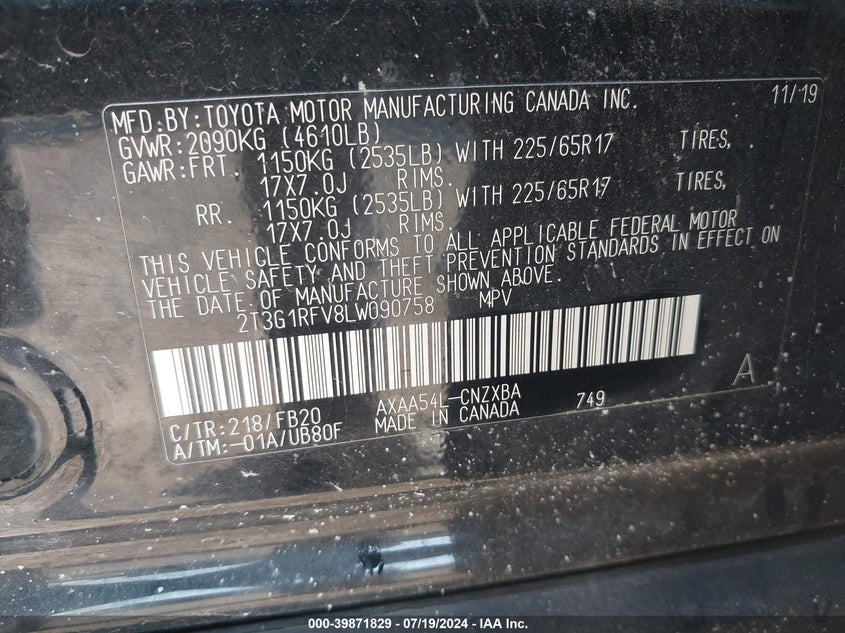 MFD.BY:TOYOTA MOTOR MANUFACTURING CANADA INC. 11/19
GVWR:2090KG (4610LB)
GAWR:FRT. 1150KG (2535LB) WITH 225/65R17 TIRES,
17X7.0J RIMS.
RR. 1150KG (2535LB) WITH 225/65R17 TIRES,
17X7.0J RIMS.
THIS VEHICLE CONFORMS TO ALL APPLICABLE FEDERAL MOTOR
VEHICLE SAFETY AND THEFT PREVENTION STANDARDS IN EFFECT ON
THE DATE OF MANUFACTURE SHOWN ABOVE.
2T3G1RFV8LW090758 MPV
A
C/TR:218/FB20 AXAA54L-CNZXBA 749
A/TM:-01A/UB80F MADE IN CANADA
000-39871829 - 07/19/2024 - IAA Inc.